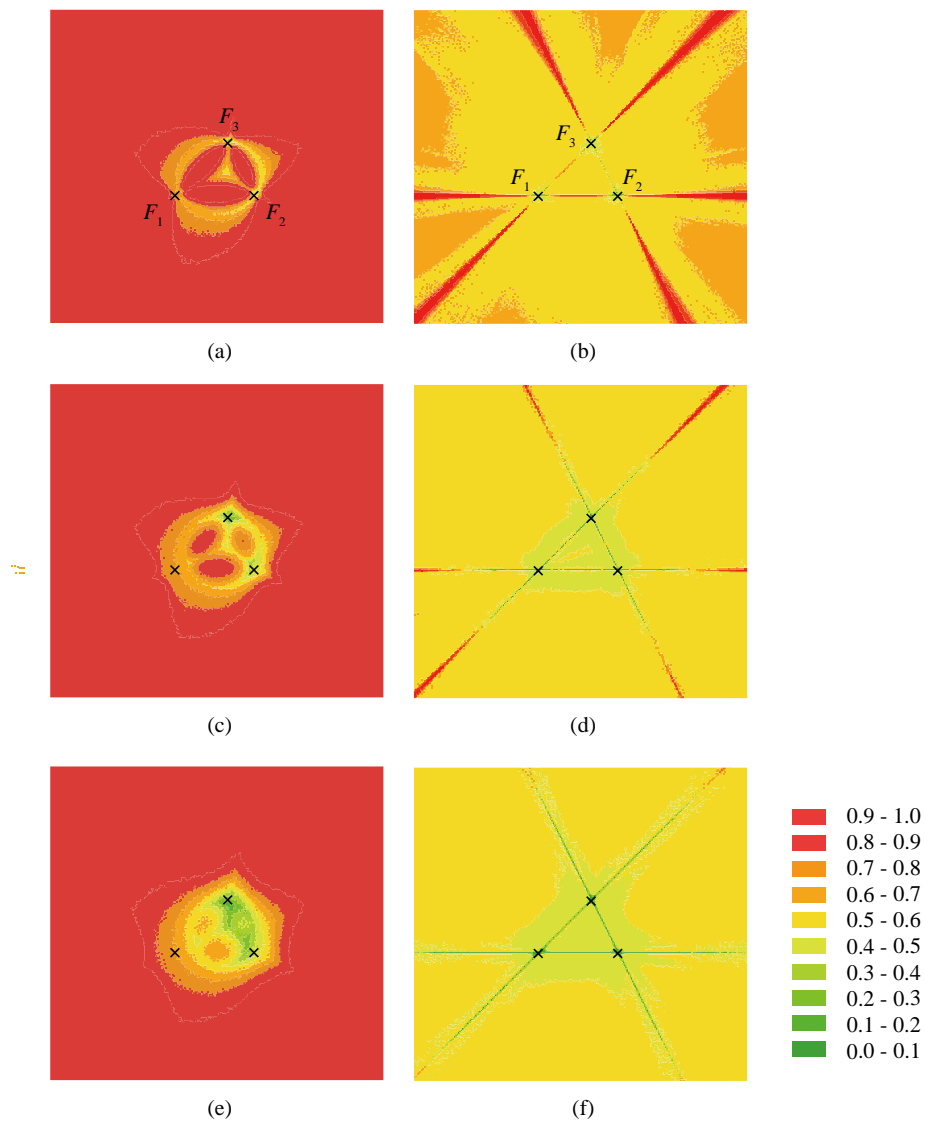 F3
F1
F2
F3
F1
F2
(a)
(b)
(c)
(d)
0.9 - 1.0
0.8 - 0.9
0.7 - 0.8
0.6 - 0.7
0.5 - 0.6
0.4 - 0.5
0.3 - 0.4
0.2 - 0.3
0.1 - 0.2
0.0 - 0.1
(e)
(f)